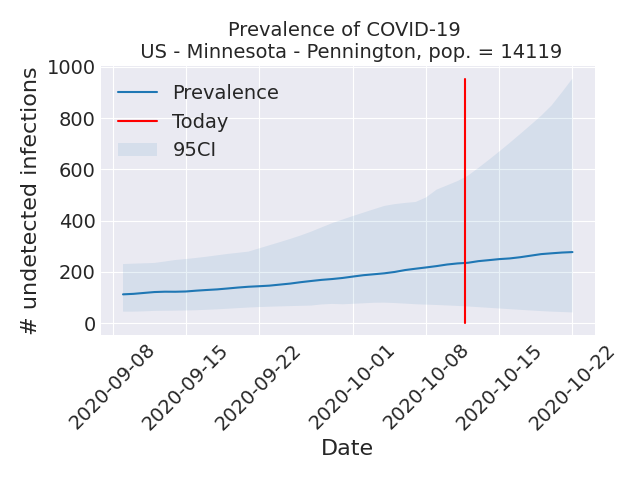 Prevalence of COVID-19
US - Minnesota - Pennington, pop. = 14119
# undetected infections
1000
800
600
400
200
0
Prevalence
Today
95CI
2020-09-08
2020-09-15
2020-09-22
2020-10-01
2020-10-08
2020-10-15
2020-10-22
Date